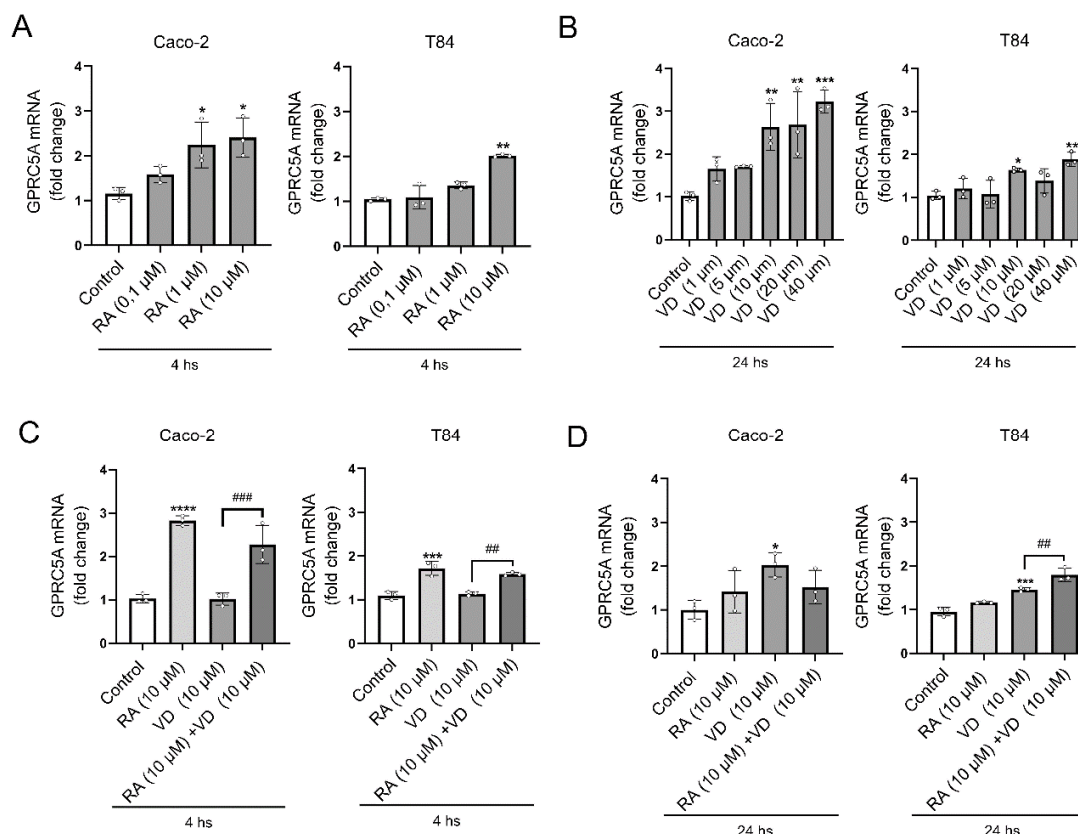 A
Caco-2
GPRC5A mRNA
(fold change)
4
3
2
1
0
*
*
Control
RA (0,1 µM)
RA (1 µM)
RA (10 µM)
4 hs
T84
GPRC5A mRNA
(fold change)
4
3
2
1
0
**
Control
RA (0,1 µM)
RA (1 µM)
RA (10 µM)
4 hs
B
Caco-2
GPRC5A mRNA
(fold change)
4
3
2
1
0
**
**
***
Control
VD (1 µm)
VD (5 µm)
VD (10 µm)
VD (20 µm)
VD (40 µm)
24 hs
T84
GPRC5A mRNA
(fold change)
4
3
2
1
0
*
**
Control
VD (1 µM)
VD (5 µM)
VD (10 µM)
VD (20 µM)
VD (40 µM)
24 hs
C
Caco-2
GPRC5A mRNA
(fold change)
4
3
2
1
0
****
###
Control
RA (10 µM)
VD (10 µM)
RA (10 µM) +VD (10 µM)
4 hs
T84
GPRC5A mRNA
(fold change)
4
3
2
1
0
***
##
Control
RA (10 µM)
VD (10 µM)
RA (10 µM) +VD (10 µM)
4 hs
D
Caco-2
GPRC5A mRNA
(fold change)
4
3
2
1
0
*
Control
RA (10 µM)
VD (10 µM)
RA (10 µM) +VD (10 µM)
24 hs
T84
GPRC5A mRNA
(fold change)
4
3
2
1
0
***
##
Control
RA (10 µM)
VD (10 µM)
RA (10 µM) +VD (10 µM)
24 hs